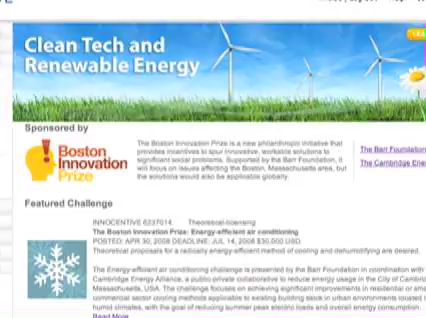 Clean Tech and
Renewable Energy
Sponsored by
Boston
Innovation
Prize
The Boston Innovation Prize is a new philanthropic initiative that
provides incentives to spur innovative, workable solutions to
significant social problems. Supported by the Barr Foundation, it
will focus on issues affecting the Boston, Massachusetts area, but
the solutions would also be applicable globally.
The Barr Foundation
The Cambridge Ener
Featured Challenge
INNOCENTIVE 6237014 Theoretical-licensing
The Boston Innovation Prize: Energy-efficient air conditioning
POSTED: APR 30, 2008 DEADLINE: JUL 14, 2008 $30,000 USD
Theoretical proposals for a radically energy-efficient method of cooling and dehumidifying are desired.
The Energy-efficient air conditioning challenge is presented by the Barr Foundation in coordination with
Cambridge Energy Alliance, a public-private collaborative to reduce energy usage in the City of Cambrid
Massachusetts, USA. The challenge focuses on achieving significant improvements in residential or sma
commercial sector cooling methods applicable to existing building stock in urban environments located i
humid climates, with the goal of reducing summer peak electric loads and overall energy consumption.
Read More